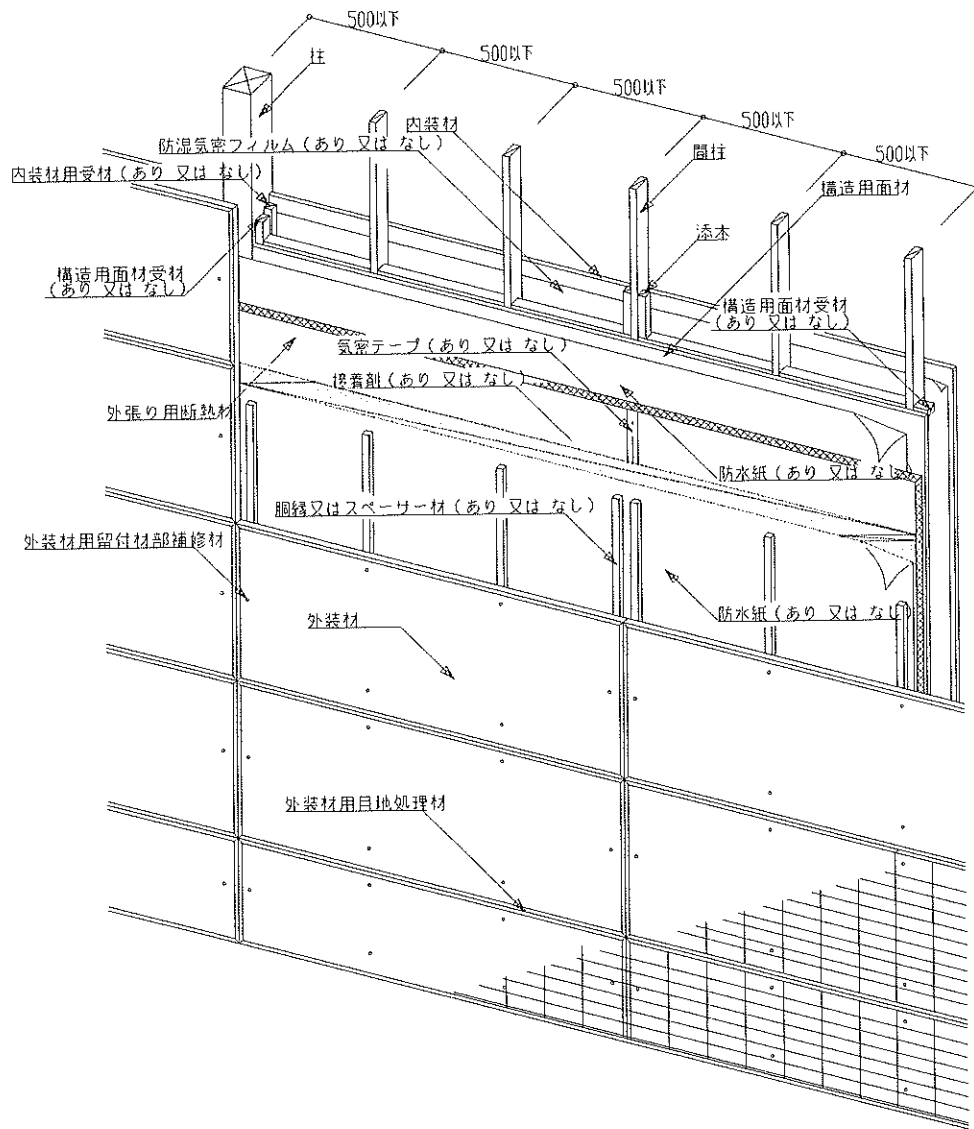 500以下
500以下
500以下
500以下
500以下
柱
内装材
防湿気密フィルム(あり 又は なし)
間柱
内装材用受材(あり 又は なし)
構造用面材
添木
構造用面材受材
(あり 又は なし)
構造用面材受材
(あり 又は なし)
気密テープ(あり 又は なし)
接着剤(あり 又は なし)
外張り用断熱材
防水紙(あり 又は なし)
胴縁又はスペーサー材(あり 又は なし)
外装材用留付材部補修材
外装材
防水紙(あり 又は なし)
外装材用目地処理材